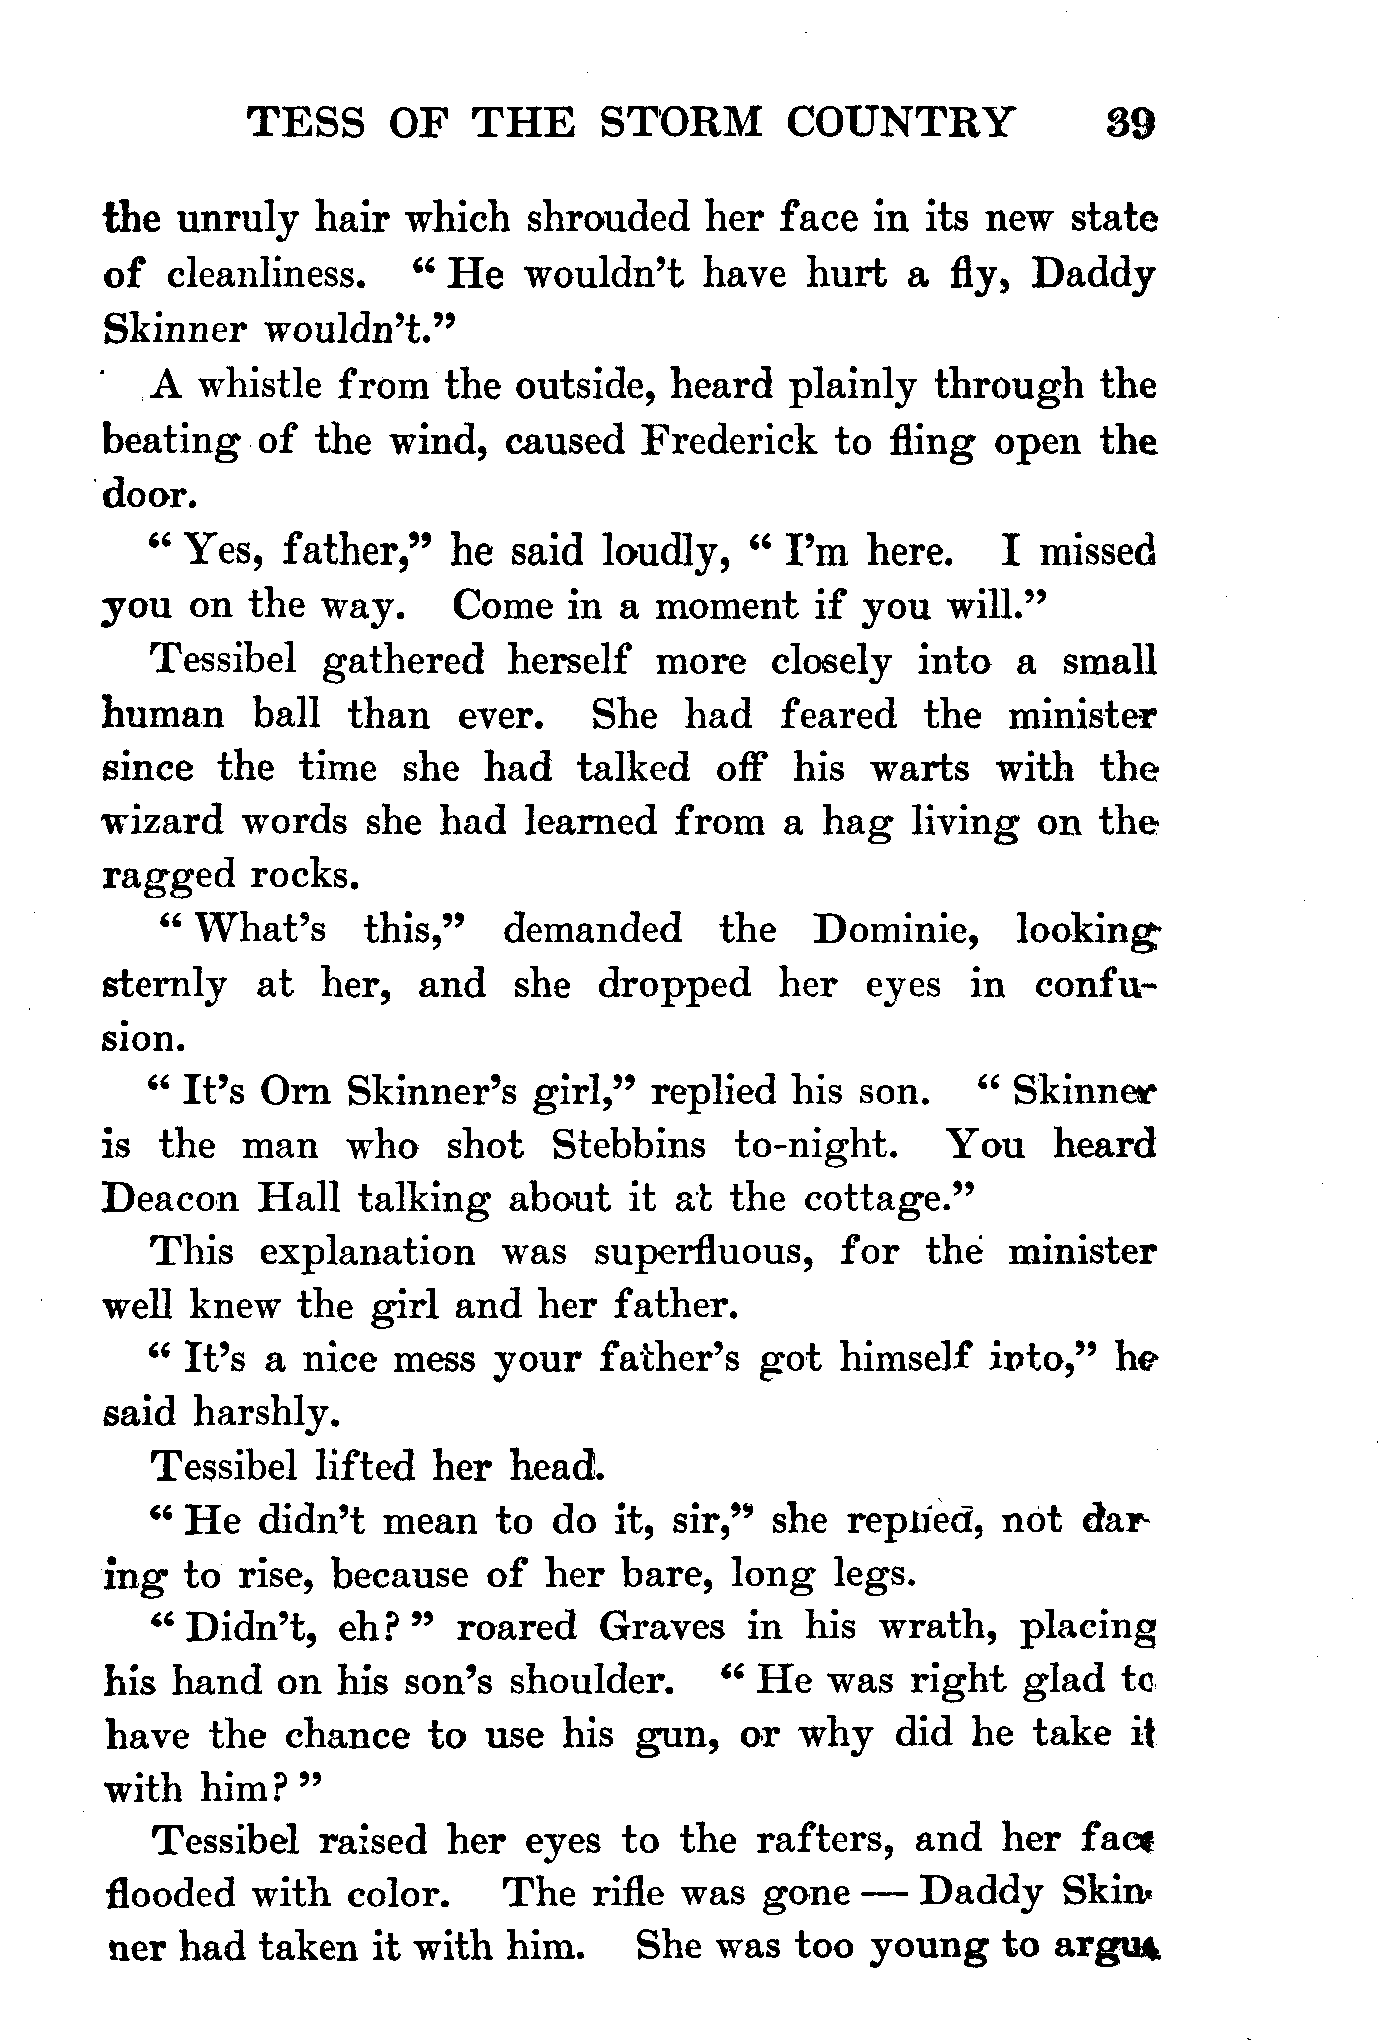 TESS OF THE STORM COUNTRY 39
the unruly hair which shrouded her face in its new state
of cleanliness. “ He wouldn’t have hurt a fly, Daddy
Skinner wouldn’t.”
A whistle from the outside, heard plainly through the
beating of the wind, caused Frederick to fling open the
door.
“ Yes, father,” he said loudly, “ I’m here. I missed
you on the way. Come in a moment if you will.”
Tessibel gathered herself more closely into a small
human ball than ever. She had feared the minister
since the time she had talked off his warts with the
wizard words she had learned from a hag living on the
ragged rocks.
“ What’s this,” demanded the Dominie, looking
sternly at her, and she dropped her eyes in confu-
sion.
“ It’s Orn Skinner’s girl,” replied his son. “ Skinner
is the man who shot Stebbins to-night. You heard
Deacon Hall talking about it at the cottage.”
This explanation was superfluous, for the minister
well knew the girl and her father.
“ It’s a nice mess your father’s got himself into,” he
said harshly.
Tessibel lifted her head.
“ He didn’t mean to do it, sir,” she replied, not dar-
ing to rise, because of her bare, long legs.
“ Didn’t, eh? ” roared Graves in his wrath, placing
his hand on his son’s shoulder. “ He was right glad to
have the chance to use his gun, or why did he take it
with him? ”
Tessibel raised her eyes to the rafters, and her face
flooded with color. The rifle was gone — Daddy Skin-
ner had taken it with him. She was too young to argue